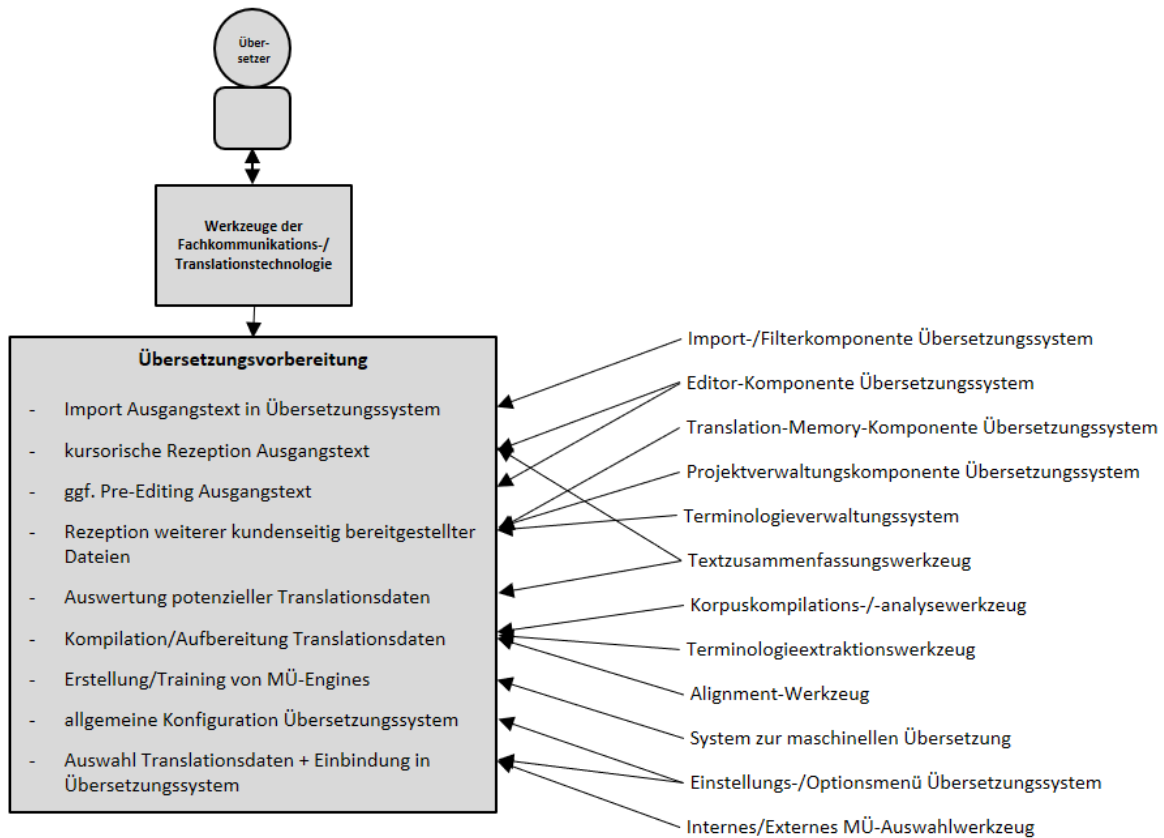 Über-
setzer
Werkzeuge der
Fachkommunikations-/
Translationstechnologie
Übersetzungsvorbereitung
- Import Ausgangstext in Übersetzungssystem
- kursorische Rezeption Ausgangstext
- ggf. Pre-Editing Ausgangstext
- Rezeption weiterer kundenseitig bereitgestellter
Dateien
- Auswertung potenzieller Translationsdaten
- Kompilation/Aufbereitung Translationsdaten
- Erstellung/Training von MÜ-Engines
- allgemeine Konfiguration Übersetzungssystem
- Auswahl Translationsdaten + Einbindung in
Übersetzungssystem
Import-/Filterkomponente Übersetzungssystem
Editor-Komponente Übersetzungssystem
Translation-Memory-Komponente Übersetzungssystem
Projektverwaltungskomponente Übersetzungssystem
Terminologieverwaltungssystem
Textzusammenfassungswerkzeug
Korpuskompilations-/-analysewerkzeug
Terminologieextraktionswerkzeug
Alignment-Werkzeug
System zur maschinellen Übersetzung
Einstellungs-/Optionsmenü Übersetzungssystem
Internes/Externes MÜ-Auswahlwerkzeug